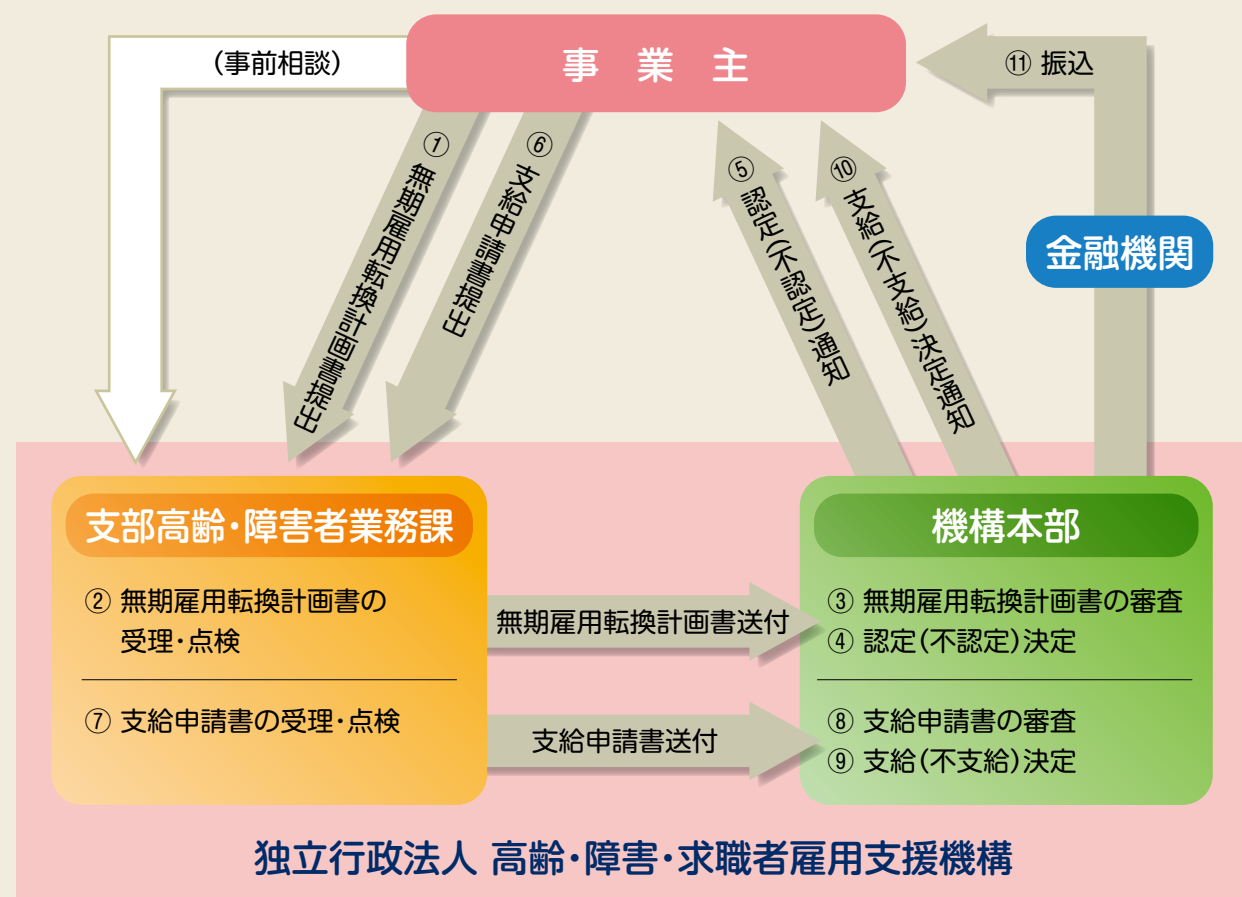 (事前相談)
事業主
⑪ 振込
① 無期雇用転換計画書提出
⑥ 支給申請書提出
⑤ 認定(不認定)通知
⑩ 支給(不支給)決定通知
金融機関
支部高齢・障害者業務課
② 無期雇用転換計画書の
受理・点検
⑦ 支給申請書の受理・点検
無期雇用転換計画書送付
支給申請書送付
機構本部
③ 無期雇用転換計画書の審査
④ 認定(不認定)決定
⑧ 支給申請書の審査
⑨ 支給(不支給)決定
独立行政法人 高齢・障害・求職者雇用支援機構